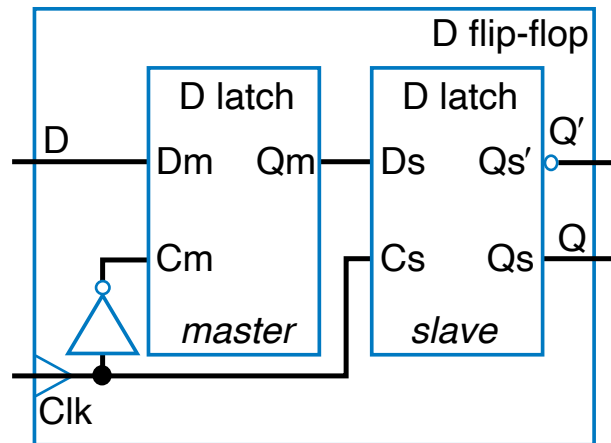 D flip-flop
D latch
D latch
D
Q′
Dm
Qm
Ds
Qs′
Q
Cm
Cs
Qs
master
slave
Clk